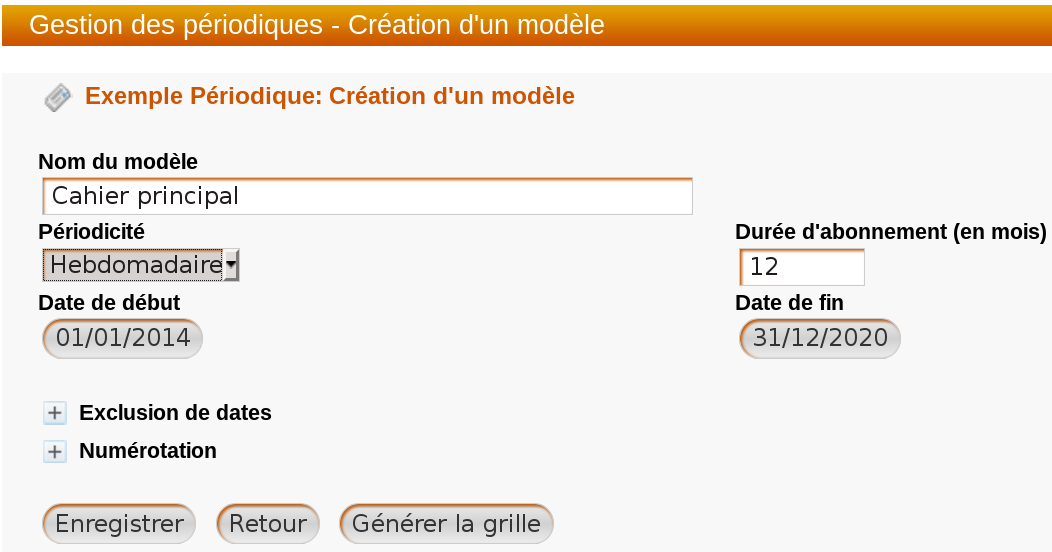 Gestion des périodiques - Création d'un modèle
Exemple Périodique: Création d'un modèle
Nom du modèle
Cahier principal
Périodicité
Durée d'abonnement (en mois)
Hebdomadaire
12
Date de début
Date de fin
01/01/2014
31/12/2020
Exclusion de dates
Numérotation
Enregistrer
Retour
Générer la grille